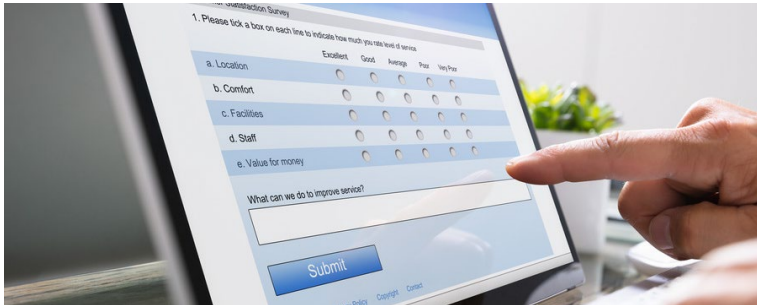 Satisfaction Survey
1. Please tick a box on each line to indicate how much you rate level of service
Excellent Good Average Poor Very Poor
a. Location
b. Comfort
c. Facilities
d. Staff
e. Value for money
What can we do to improve service?
Submit
Policy Copyright Contact